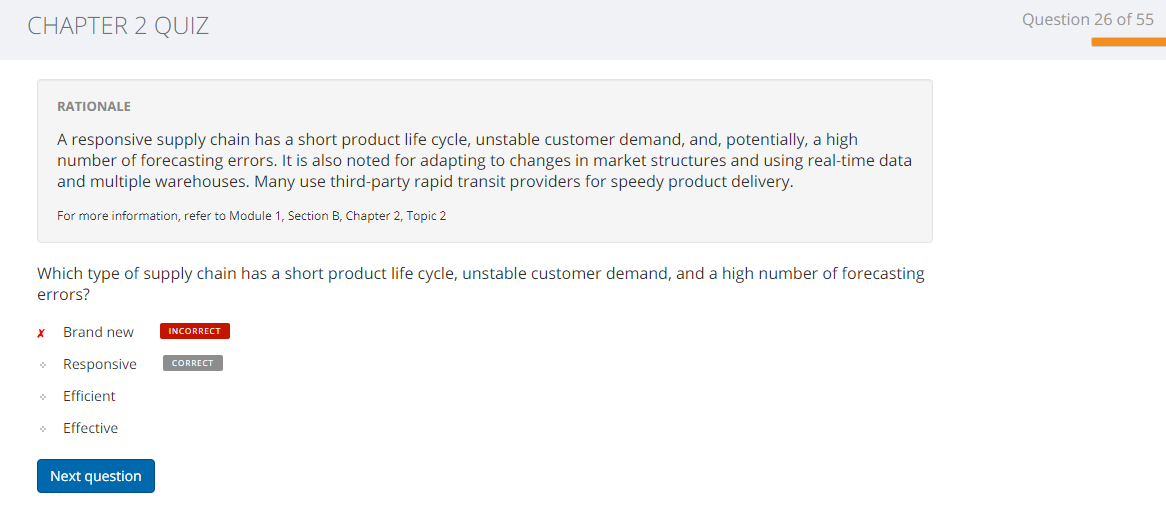 CHAPTER 2 QUIZ
Question 26 of 55
RATIONALE
A responsive supply chain has a short product life cycle, unstable customer demand, and, potentially, a high
number of forecasting errors. It is also noted for adapting to changes in market structures and using real-time data
and multiple warehouses. Many use third-party rapid transit providers for speedy product delivery.
For more information, refer to Module 1, Section B, Chapter 2, Topic 2
Which type of supply chain has a short product life cycle, unstable customer demand, and a high number of forecasting
errors?
Brand new INCORRECT
Responsive CORRECT
Efficient
Effective
Next question